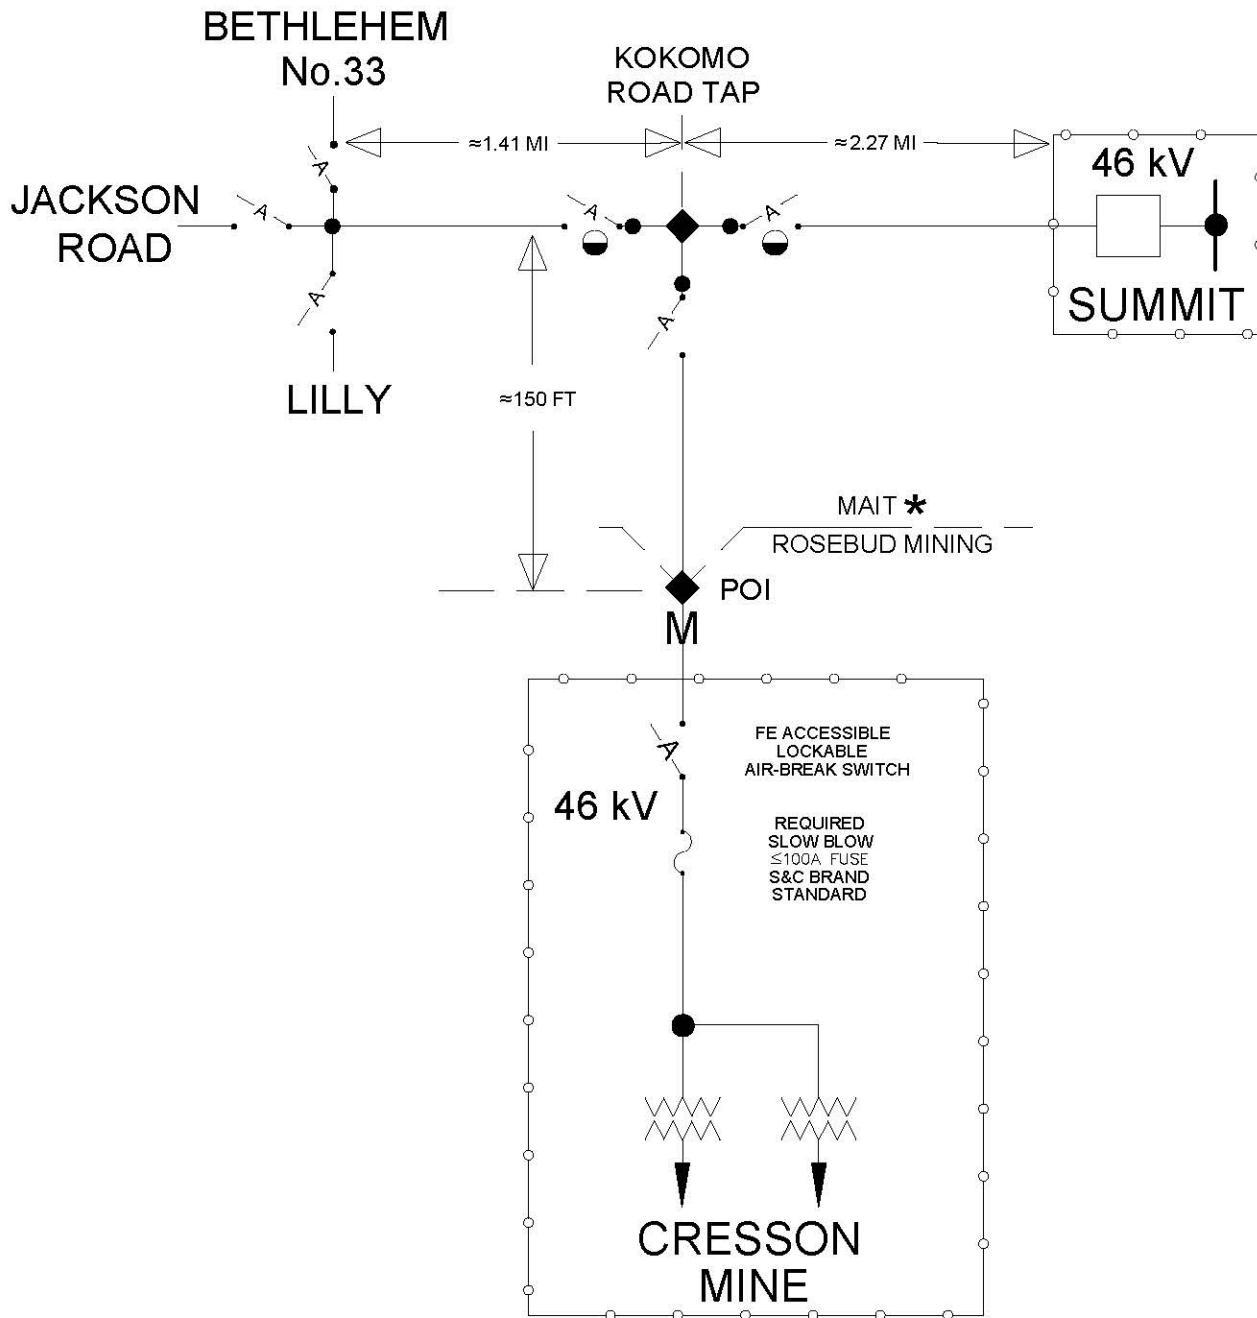 BETHLEHEM
No.33
KOKOMO
ROAD TAP
≈1.41 MI
≈2.27 MI
46 kV
A
JACKSON
ROAD
A
A
A
SUMMIT
A
A
LILLY
≈150 FT
MAIT *
ROSEBUD MINING
POI
M
A
FE ACCESSIBLE
LOCKABLE
AIR-BREAK SWITCH
46 kV
REQUIRED
SLOW BLOW
≤100A FUSE
S&C BRAND
STANDARD
CRESSON
MINE